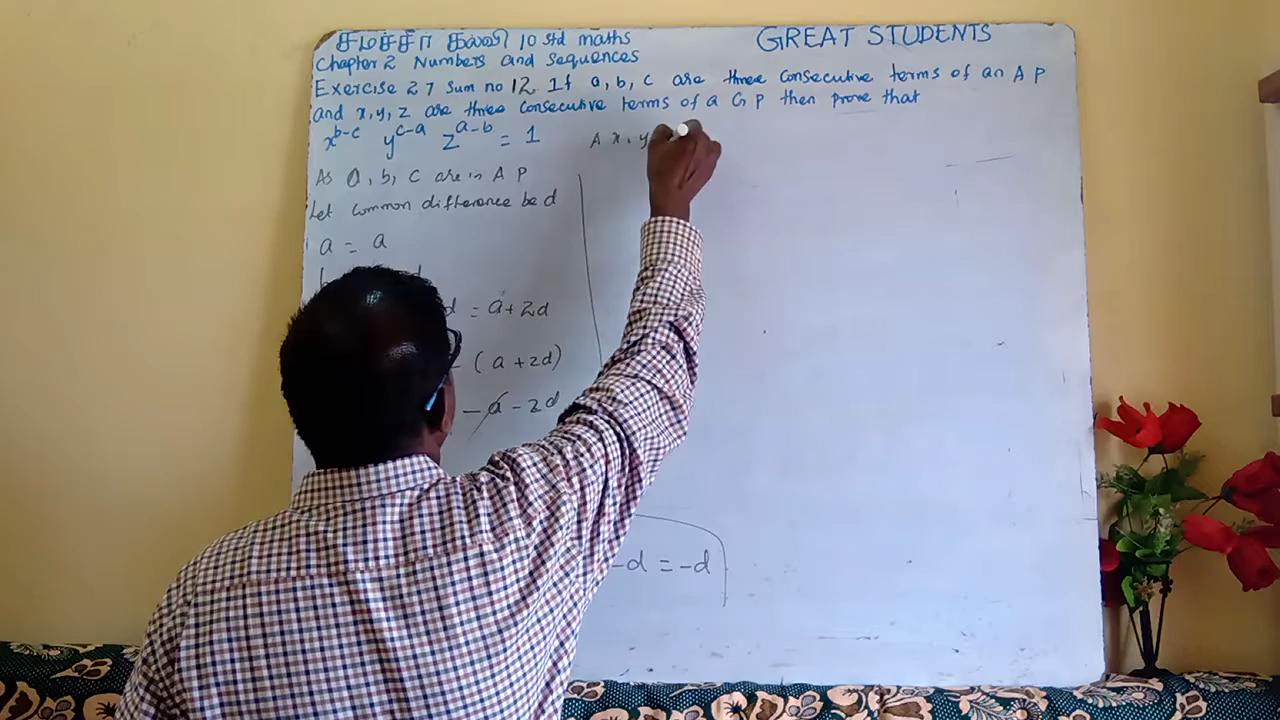 சமச்சீர் கல்வி 10 std maths
GREAT STUDENTS
Chapter 2 Numbers and sequences
Exercise 2.7 sum no 12. If a, b, c are three consecutive terms of an A P
and x, y, z are three consecutive terms of a G P then prove that
x^{b-c} y^{c-a} z^{a-b} = 1
A x, y
As a, b, c are in A P
Let common difference be d
a = a
d = a + 2d
- (a + 2d)
- a - 2d
-d = -d